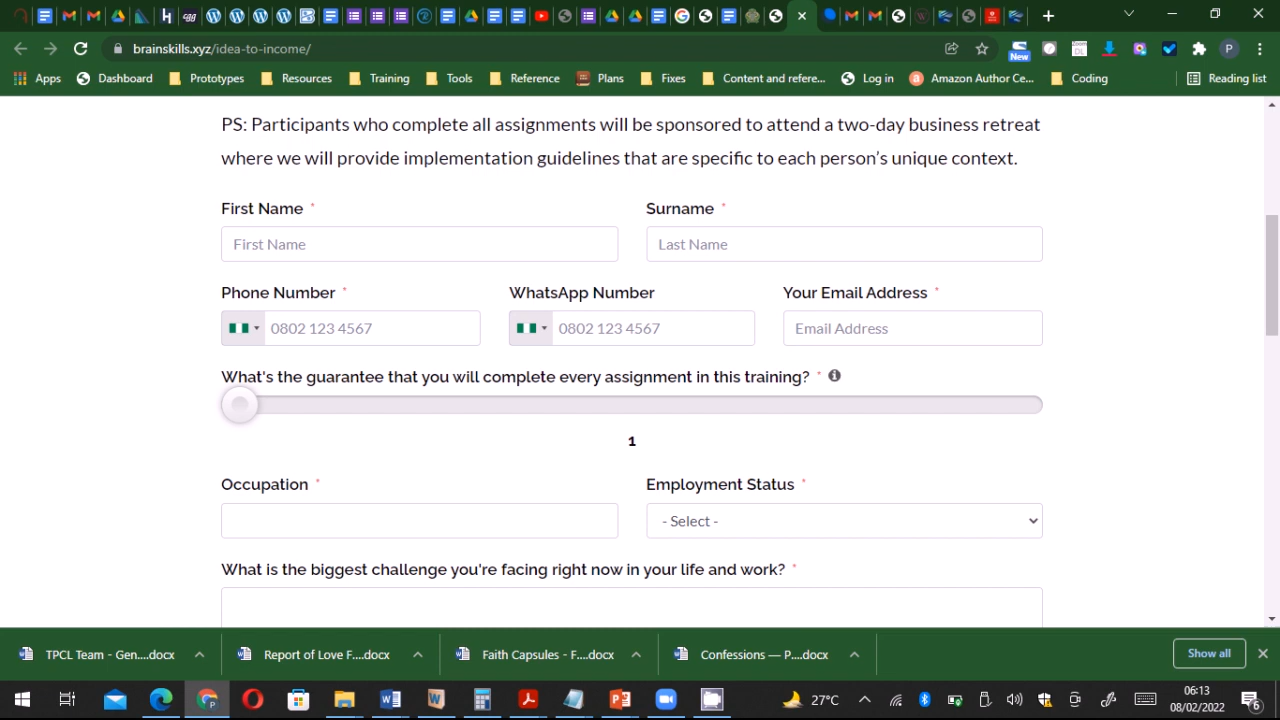 brainskills.xyz/idea-to-income/
New
P
Apps
Dashboard
Prototypes
Resources
Training
Tools
Reference
Plans
Fixes
Content and refere...
Log in
Amazon Author Ce...
Coding
Reading list
PS: Participants who complete all assignments will be sponsored to attend a two-day business retreat
where we will provide implementation guidelines that are specific to each person's unique context.
First Name *
Surname *
First Name
Last Name
Phone Number *
WhatsApp Number
Your Email Address *
0802 123 4567
0802 123 4567
Email Address
What's the guarantee that you will complete every assignment in this training? *
1
Occupation *
Employment Status *
- Select -
What is the biggest challenge you're facing right now in your life and work? *
TPCL Team - Gen....docx
Report of Love F....docx
Faith Capsules - F....docx
Confessions — P....docx
Show all
27°C
06:13
08/02/2022
6